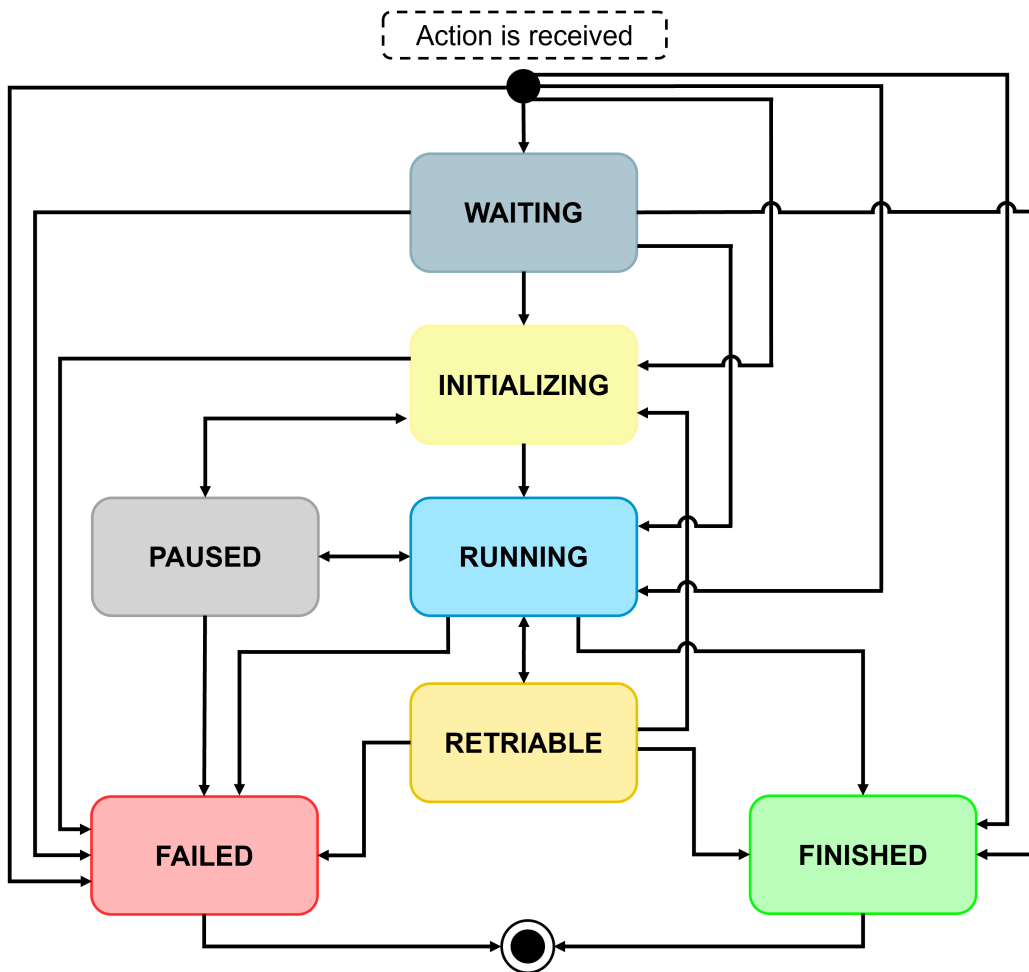 Action is received
WAITING
INITIALIZING
PAUSED
RUNNING
RETRIABLE
FAILED
FINISHED